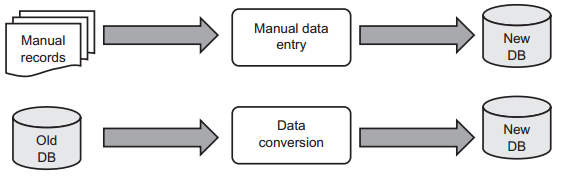 Manual
records
Manual data
entry
New
DB
Old
DB
Data
conversion
New
DB